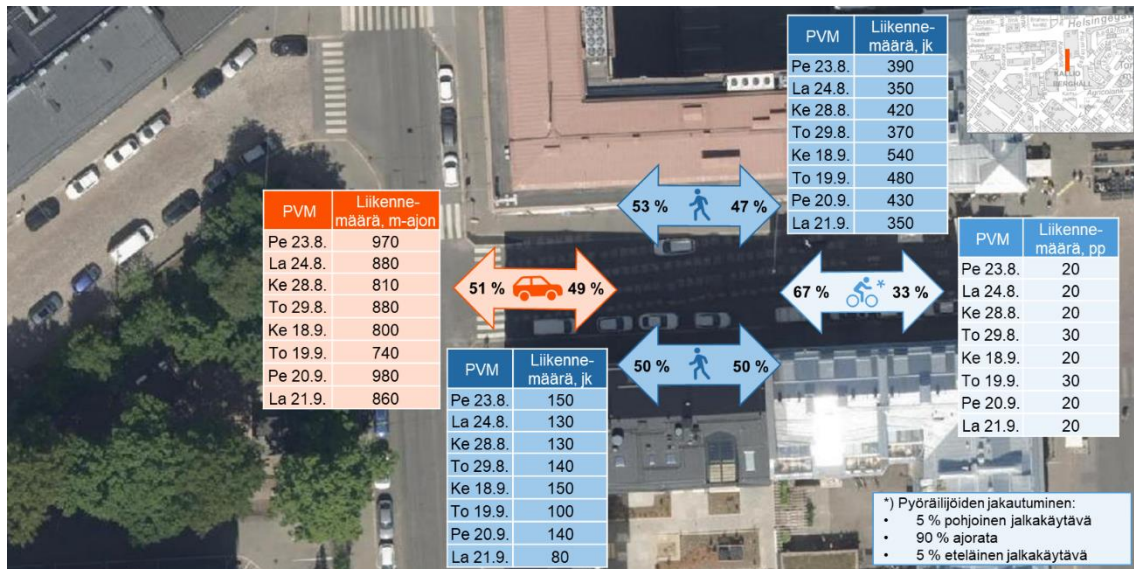 PVM Liikenne-
määrä, jk
Pe 23.8. 390
La 24.8. 350
Ke 28.8. 420
To 29.8. 370
Ke 18.9. 540
To 19.9. 480
Pe 20.9. 430
La 21.9. 350
Helsingeg
KALLIO
BERGHÄLL
53 % 47 %
PVM Liikenne-
määrä, m-ajon
Pe 23.8. 970
La 24.8. 880
Ke 28.8. 810
To 29.8. 880
Ke 18.9. 800
To 19.9. 740
Pe 20.9. 980
La 21.9. 860
51 % 49 %
PVM Liikenne-
määrä, pp
Pe 23.8. 20
La 24.8. 20
Ke 28.8. 20
To 29.8. 30
Ke 18.9. 20
To 19.9. 30
Pe 20.9. 20
La 21.9. 20
67 % * 33 %
50 % 50 %
PVM Liikenne-
määrä, jk
Pe 23.8. 150
La 24.8. 130
Ke 28.8. 130
To 29.8. 140
Ke 18.9. 150
To 19.9. 100
Pe 20.9. 140
La 21.9. 80
*) Pyöräilijöiden jakautuminen:
• 5 % pohjoinen jalkakäytävä
• 90 % ajorata
• 5 % eteläinen jalkakäytävä